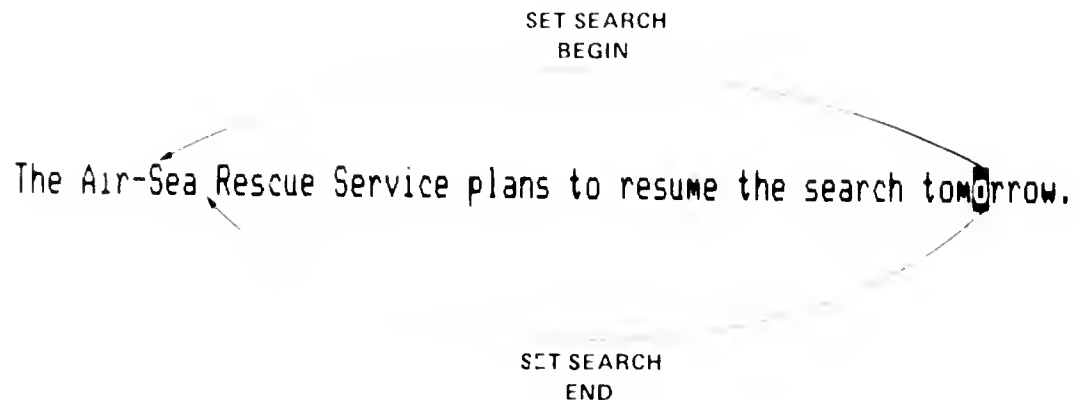 SET SEARCH
BEGIN
The Air-Sea Rescue Service plans to resume the search tomorrow.
SET SEARCH
END